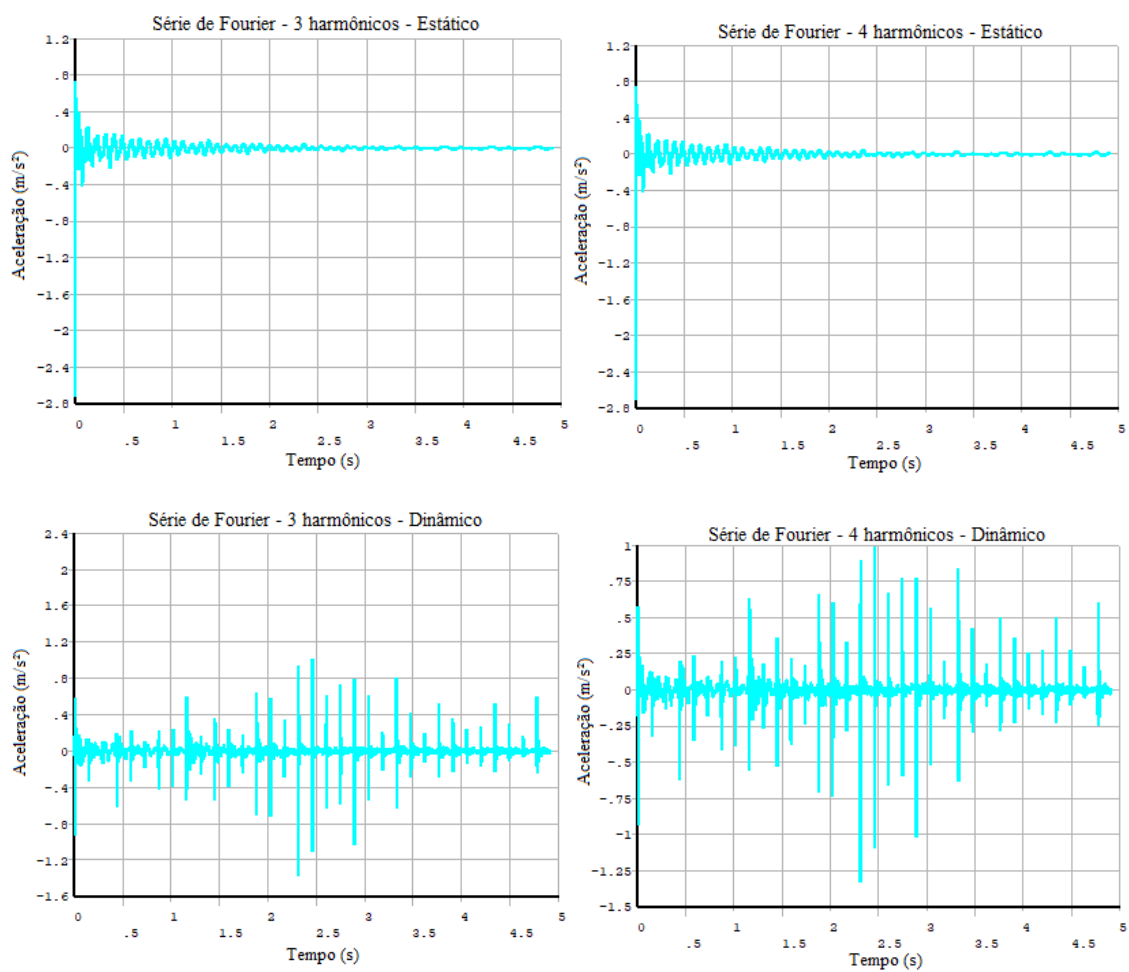 Série de Fourier - 3 harmônicos - Estático
1.2
.8
.4
0
-.4
-.8
-1.2
-1.6
-2
-2.4
-2.8
Aceleração (m/s²)
0 1 2 3 4 5
.5 1.5 2.5 3.5 4.5
Tempo (s)
Série de Fourier - 4 harmônicos - Estático
1.2
.8
.4
0
-.4
-.8
-1.2
-1.6
-2
-2.4
-2.8
Aceleração (m/s²)
0 1 2 3 4 5
.5 1.5 2.5 3.5 4.5
Tempo (s)
Série de Fourier - 3 harmônicos - Dinâmico
2.4
2
1.6
1.2
.8
.4
0
-.4
-.8
-1.2
-1.6
Aceleração (m/s²)
0 1 2 3 4 5
.5 1.5 2.5 3.5 4.5
Tempo (s)
Série de Fourier - 4 harmônicos - Dinâmico
1
.75
.5
.25
0
-.25
-.5
-.75
-1
-1.25
-1.5
Aceleração (m/s²)
0 1 2 3 4 5
.5 1.5 2.5 3.5 4.5
Tempo (s)